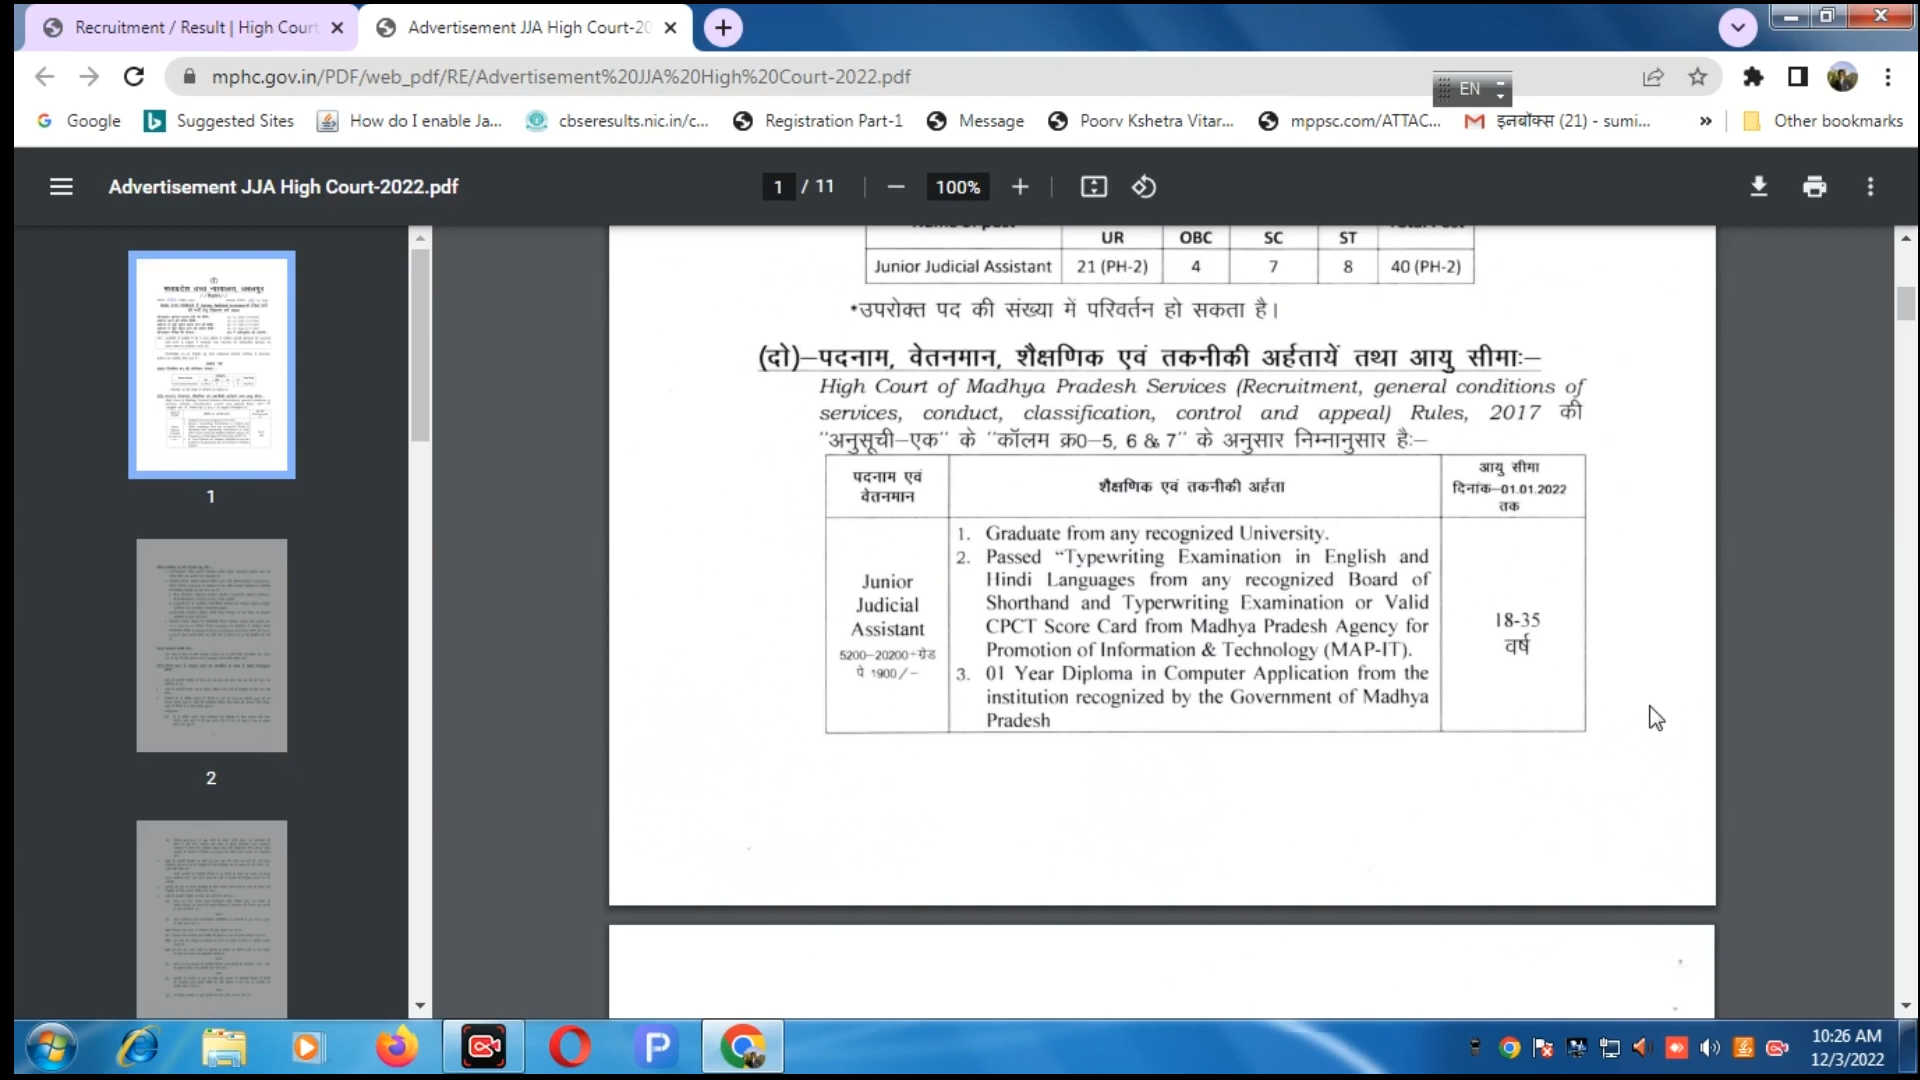 Recruitment / Result | High Court
Advertisement JJA High Court-20
mphc.gov.in/PDF/web_pdf/RE/Advertisement%20JJA%20High%20Court-2022.pdf
EN
Google
Suggested Sites
How do I enable Ja...
cbseresults.nic.in/c...
Registration Part-1
Message
Poorv Kshetra Vitar...
mppsc.com/ATTAC...
इनबॉक्स (21) - sumi...
»
Other bookmarks
Advertisement JJA High Court-2022.pdf
1 / 11
100%
UR OBC SC ST
Junior Judicial Assistant 21 (PH-2) 4 7 8 40 (PH-2)
*उपरोक्त पद की संख्या में परिवर्तन हो सकता है।
(दो)–पदनाम, वेतनमान, शैक्षणिक एवं तकनीकी अर्हतायें तथा आयु सीमाः–
High Court of Madhya Pradesh Services (Recruitment, general conditions of
services, conduct, classification, control and appeal) Rules, 2017 की
"अनुसूची–एक" के "कॉलम क्र0–5, 6 & 7" के अनुसार निम्नानुसार हैः–
पदनाम एवं
वेतनमान
शैक्षणिक एवं तकनीकी अर्हता
आयु सीमा
दिनांक–01.01.2022
तक
Junior
Judicial
Assistant
5200–20200+ग्रेड
पे 1900/–
1. Graduate from any recognized University.
2. Passed “Typewriting Examination in English and
Hindi Languages from any recognized Board of
Shorthand and Typerwriting Examination or Valid
CPCT Score Card from Madhya Pradesh Agency for
Promotion of Information & Technology (MAP-IT).
3. 01 Year Diploma in Computer Application from the
institution recognized by the Government of Madhya
Pradesh
18-35
वर्ष
1
2
10:26 AM
12/3/2022